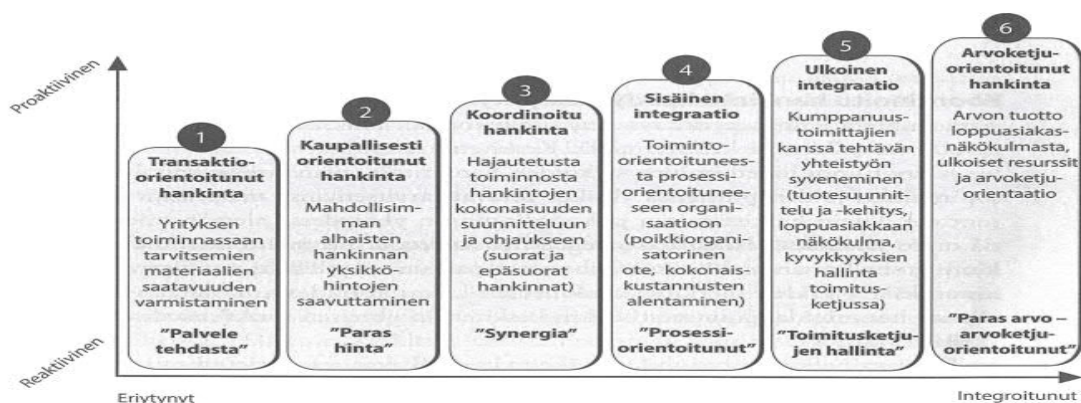 Proaktiivinen
Reaktiivinen
1
Transaktio-
orientoitunut
hankinta
Yrityksen
toiminnassaan
tarvitsemien
materiaalien
saatavuuden
varmistaminen
”Palvele
tehdasta”
2
Kaupallisesti
orientoitunut
hankinta
Mahdollisim-
man
alhaisten
hankinnan
yksikkö-
hintojen
saavuttaminen
”Paras
hinta”
3
Koordinoitu
hankinta
Hajautetusta
toiminnosta
hankintojen
kokonaisuuden
suunnitteluun
ja ohjaukseen
(suorat ja
epäsuorat
hankinnat)
”Synergia”
4
Sisäinen
integraatio
Toiminto-
orientoitunees-
ta prosessi-
orientoitunee-
seen organi-
saatioon
(poikkiorgani-
satorinen
ote, kokonais-
kustannusten
alentaminen)
”Prosessi-
orientoitunut”
5
Ulkoinen
integraatio
Kumppanuus-
toimittajien
kanssa tehtävän
yhteistyön
syveneminen
(tuotesuunnit-
telu ja -kehitys,
loppuasiakkaan
näkökulma,
kyvykkyyksien
hallinta
toimitus-
ketjussa)
”Toimitusketju-
jen hallinta”
6
Arvoketju-
orientoitunut
hankinta
Arvon tuotto
loppuasiakas-
näkökulmasta,
ulkoiset resurssit
ja arvoketju-
orientaatio
”Paras arvo –
arvoketju-
orientoitunut”
Eriytynyt
Integroitunut